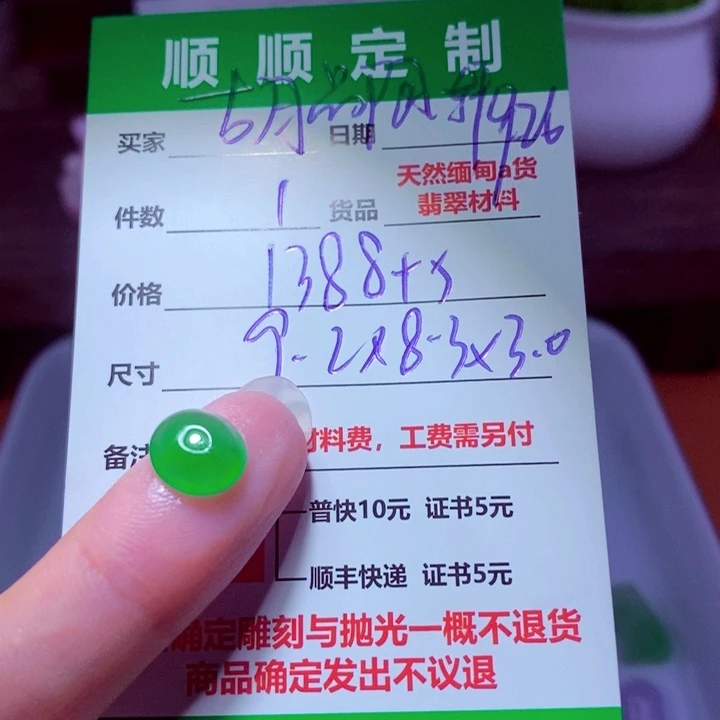 顺顺定制
买家 日期 926
件数 1 货品 天然缅甸a货
翡翠材料
价格 1388+5
尺寸 9.2x8.3x3.0
材料费，工费需另付
普快10元 证书5元
顺丰快递 证书5元
确定雕刻与抛光一概不退货
商品确定发出不议退